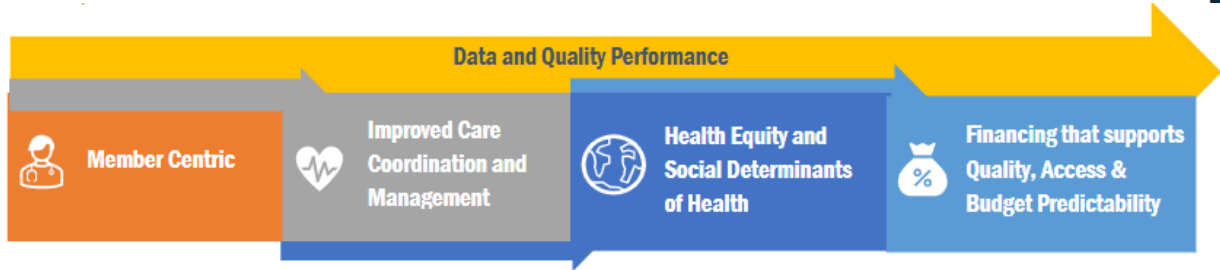 Data and Quality Performance
Member Centric
Improved Care
Coordination and
Management
Health Equity and
Social Determinants
of Health
%
Financing that supports
Quality, Access &
Budget Predictability